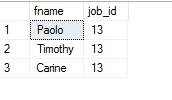 fname job_id
1 Paolo 13
2 Timothy 13
3 Carine 13